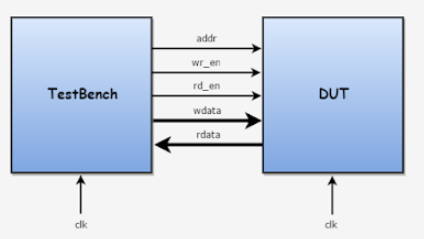 addr
wr_en
rd_en
TestBench
DUT
wdata
rdata
clk
clk